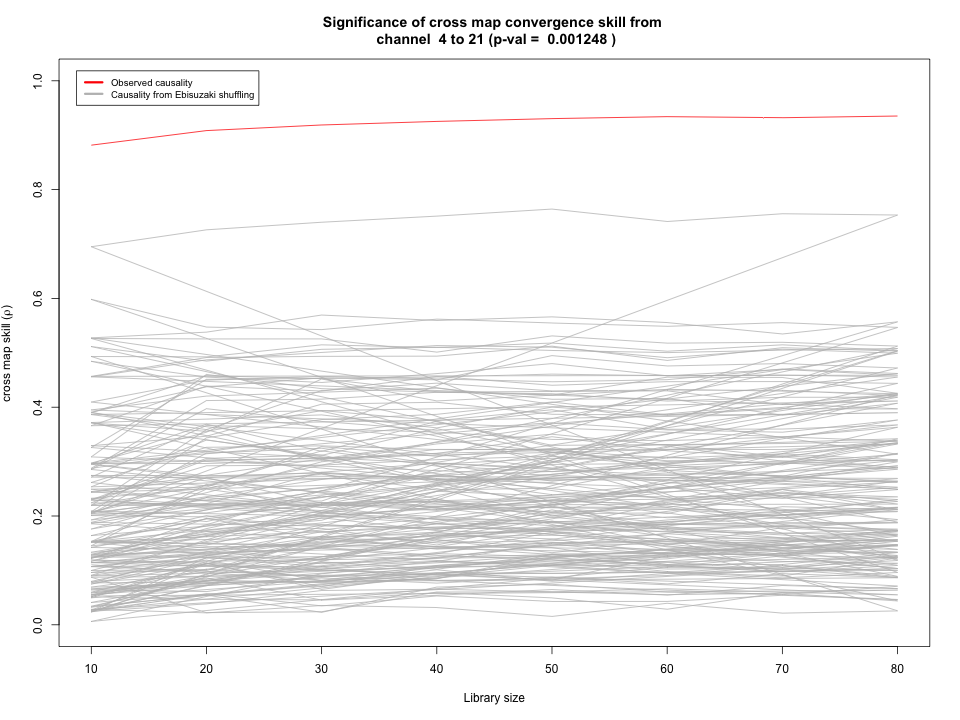 Significance of cross map convergence skill from
channel  4 to 21 (p-val =  0.001248 )
Observed causality
Causality from Ebisuzaki shuffling
cross map skill (ρ)
1.0
0.8
0.6
0.4
0.2
0.0
10 20 30 40 50 60 70 80
Library size